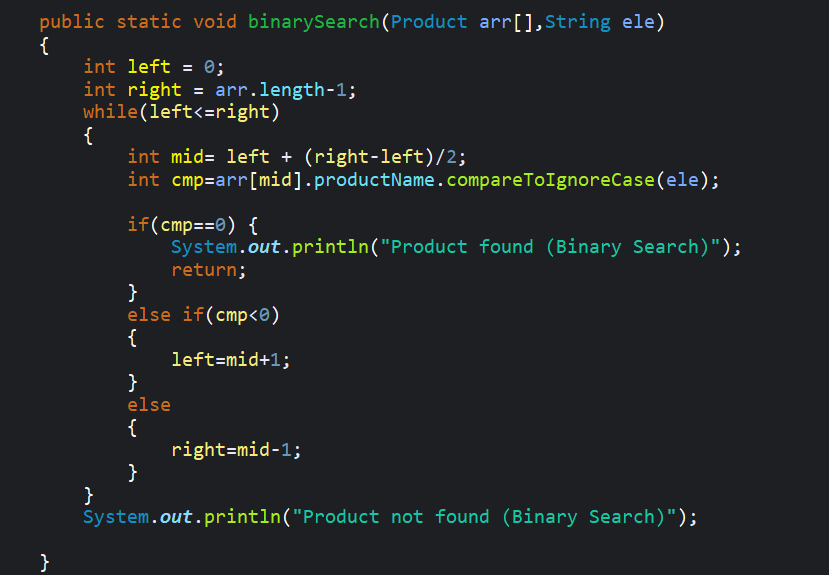 public static void binarySearch(Product arr[],String ele)
{
    int left = 0;
    int right = arr.length-1;
    while(left<=right)
    {
        int mid= left + (right-left)/2;
        int cmp=arr[mid].productName.compareToIgnoreCase(ele);

        if(cmp==0) {
            System.out.println("Product found (Binary Search)");
            return;
        }
        else if(cmp<0)
        {
            left=mid+1;
        }
        else
        {
            right=mid-1;
        }
    }
    System.out.println("Product not found (Binary Search)");

}